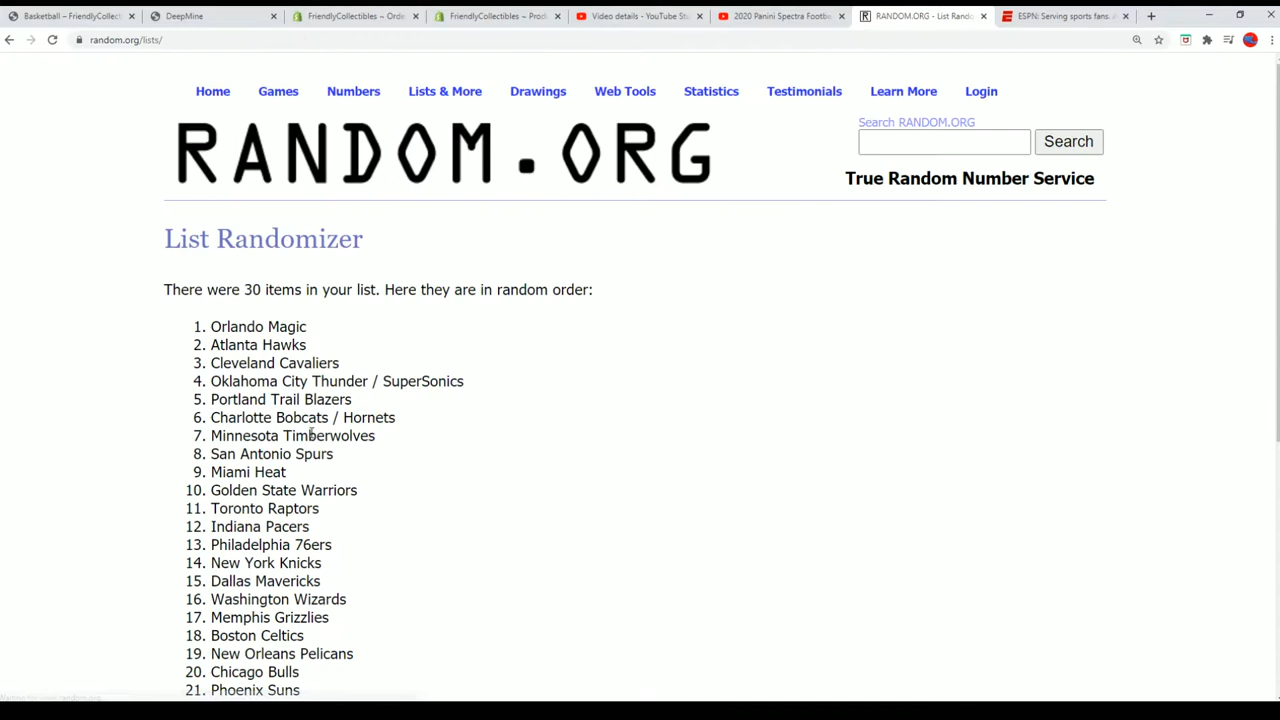 Basketball – FriendlyCollect
DeepMine
FriendlyCollectibles ~ Orde
FriendlyCollectibles ~ Prod
Video details - YouTube Stu
2020 Panini Spectra Footba
RANDOM.ORG - List Rando
ESPN: Serving sports fans. A
random.org/lists/
Home Games Numbers Lists & More Drawings Web Tools Statistics Testimonials Learn More Login
RANDOM.ORG
Search RANDOM.ORG
Search
True Random Number Service
List Randomizer
There were 30 items in your list. Here they are in random order:
1. Orlando Magic
2. Atlanta Hawks
3. Cleveland Cavaliers
4. Oklahoma City Thunder / SuperSonics
5. Portland Trail Blazers
6. Charlotte Bobcats / Hornets
7. Minnesota Timberwolves
8. San Antonio Spurs
9. Miami Heat
10. Golden State Warriors
11. Toronto Raptors
12. Indiana Pacers
13. Philadelphia 76ers
14. New York Knicks
15. Dallas Mavericks
16. Washington Wizards
17. Memphis Grizzlies
18. Boston Celtics
19. New Orleans Pelicans
20. Chicago Bulls
21. Phoenix Suns
Waiting for www.random.org...